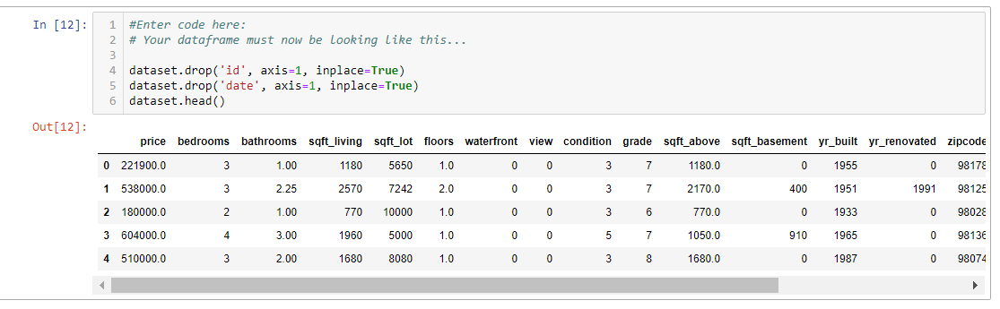 In [12]:
1 #Enter code here:
2 # Your dataframe must now be looking like this...
3
4 dataset.drop('id', axis=1, inplace=True)
5 dataset.drop('date', axis=1, inplace=True)
6 dataset.head()
Out[12]:
price bedrooms bathrooms sqft_living sqft_lot floors waterfront view condition grade sqft_above sqft_basement yr_built yr_renovated zipcode
0 221900.0 3 1.00 1180 5650 1.0 0 0 3 7 1180.0 0 1955 0 98178
1 538000.0 3 2.25 2570 7242 2.0 0 0 3 7 2170.0 400 1951 1991 98125
2 180000.0 2 1.00 770 10000 1.0 0 0 3 6 770.0 0 1933 0 98028
3 604000.0 4 3.00 1960 5000 1.0 0 0 5 7 1050.0 910 1965 0 98136
4 510000.0 3 2.00 1680 8080 1.0 0 0 3 8 1680.0 0 1987 0 98074